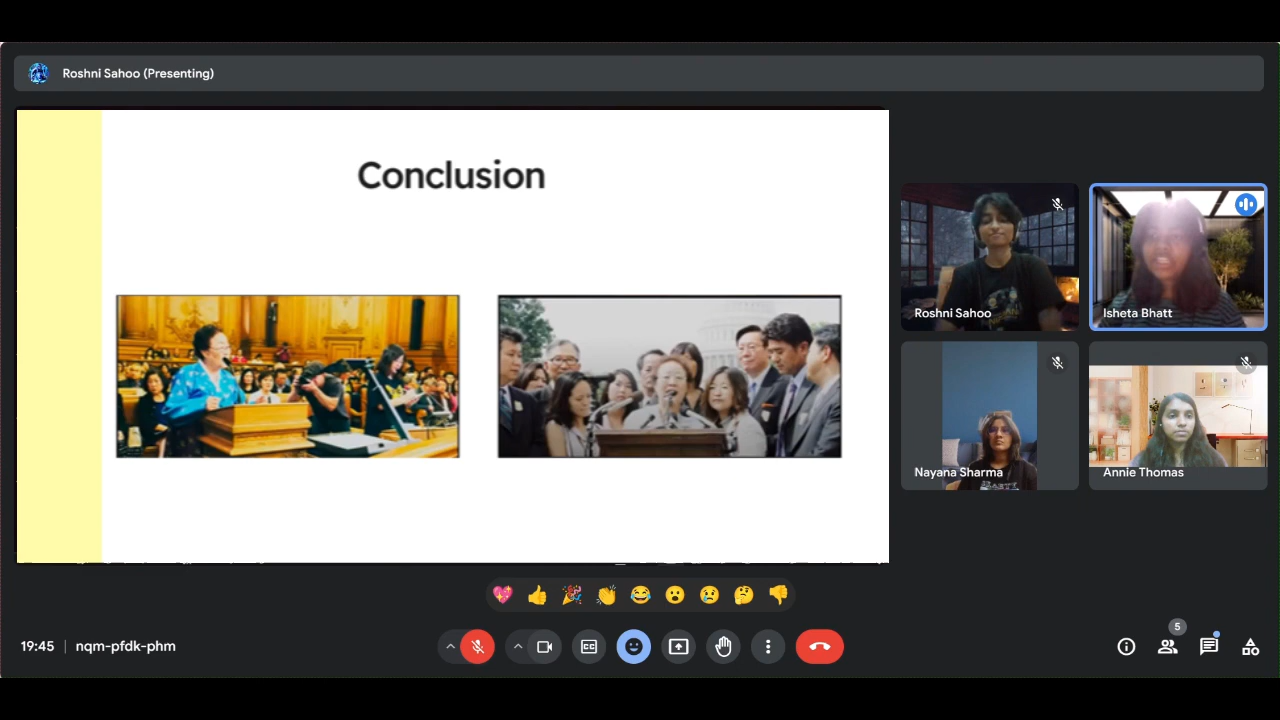 Roshni Sahoo (Presenting)
Conclusion
Roshni Sahoo
Isheta Bhatt
Nayana Sharma
Annie Thomas
19:45 | nqm-pfdk-phm
5